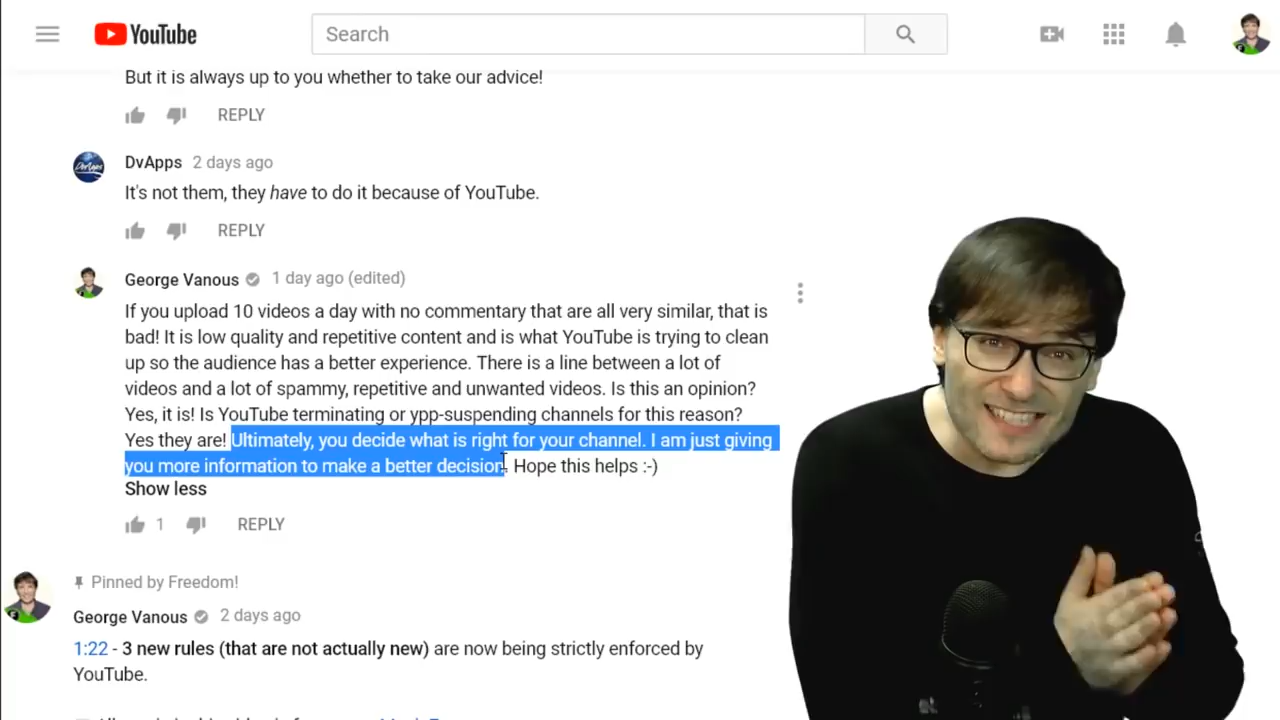 YouTube
Search
But it is always up to you whether to take our advice!
REPLY
DvApps 2 days ago
It's not them, they have to do it because of YouTube.
REPLY
George Vanous 1 day ago (edited)
If you upload 10 videos a day with no commentary that are all very similar, that is
bad! It is low quality and repetitive content and is what YouTube is trying to clean
up so the audience has a better experience. There is a line between a lot of
videos and a lot of spammy, repetitive and unwanted videos. Is this an opinion?
Yes, it is! Is YouTube terminating or ypp-suspending channels for this reason?
Yes they are! Ultimately, you decide what is right for your channel. I am just giving
you more information to make a better decision. Hope this helps :-)
Show less
1 REPLY
Pinned by Freedom!
George Vanous 2 days ago
1:22 - 3 new rules (that are not actually new) are now being strictly enforced by
YouTube.